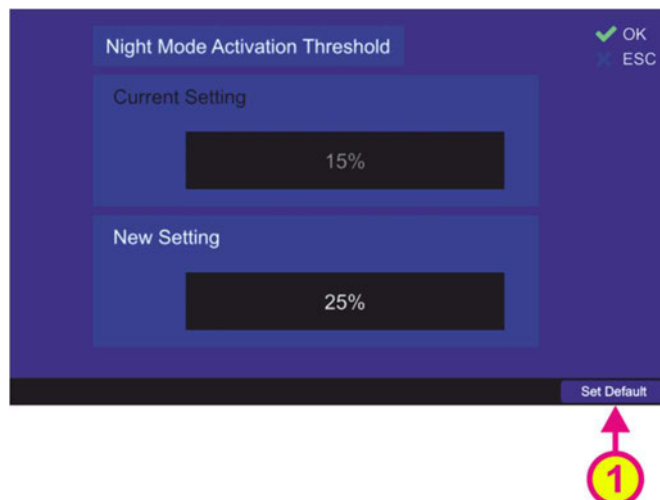 Night Mode Activation Threshold
OK
ESC
Current Setting
15%
New Setting
25%
Set Default
1